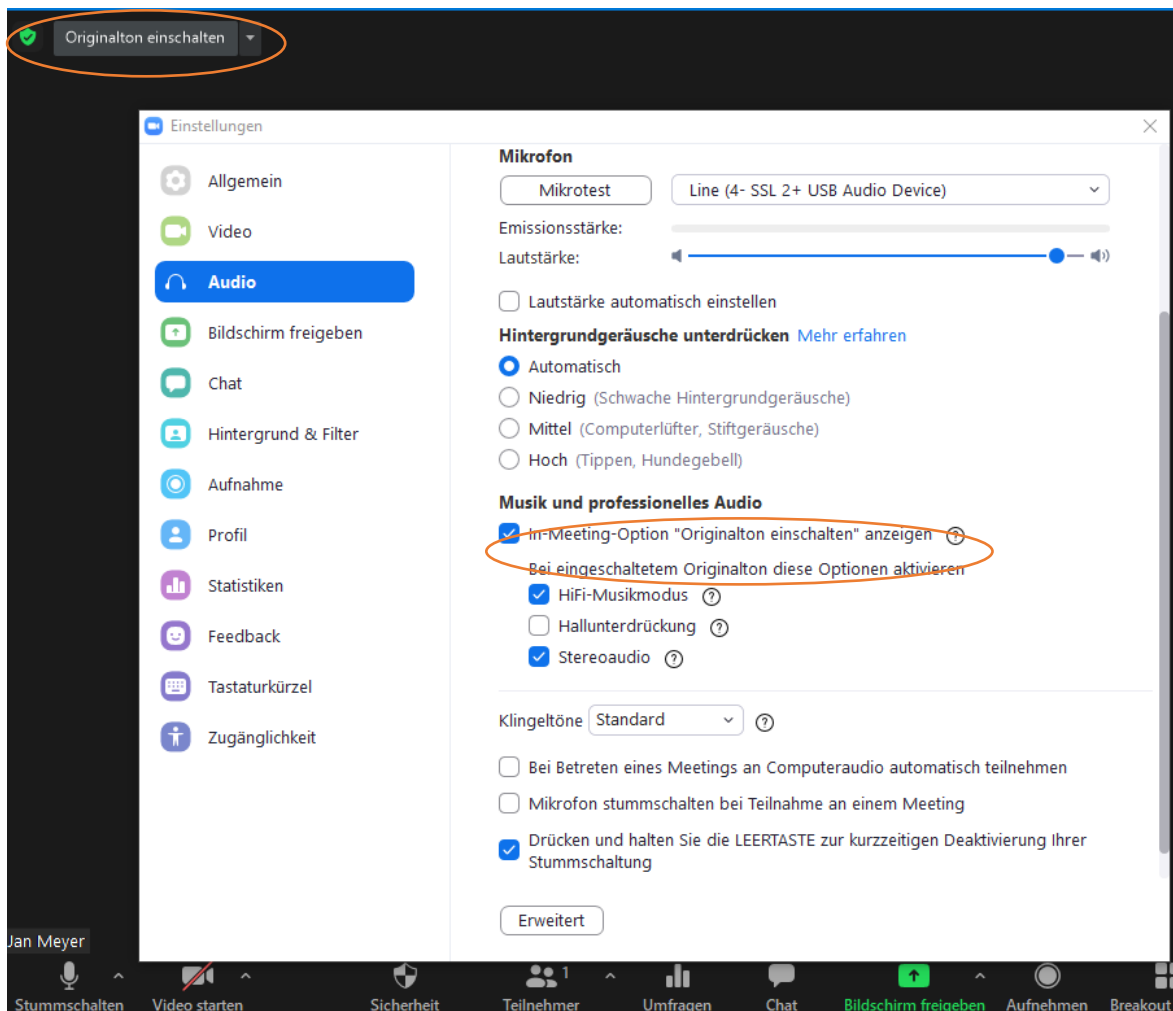 Originalton einschalten
Einstellungen
Allgemein
Video
Audio
Bildschirm freigeben
Chat
Hintergrund & Filter
Aufnahme
Profil
Statistiken
Feedback
Tastaturkürzel
Zugänglichkeit
Mikrofon
Mikrotest
Line (4- SSL 2+ USB Audio Device)
Emissionsstärke:
Lautstärke:
Lautstärke automatisch einstellen
Hintergrundgeräusche unterdrücken Mehr erfahren
Automatisch
Niedrig (Schwache Hintergrundgeräusche)
Mittel (Computerlüfter, Stiftgeräusche)
Hoch (Tippen, Hundegebell)
Musik und professionelles Audio
In-Meeting-Option "Originalton einschalten" anzeigen ?
Bei eingeschaltetem Originalton diese Optionen aktivieren
HiFi-Musikmodus ?
Hallunterdrückung ?
Stereoaudio ?
Klingeltöne Standard ?
Bei Betreten eines Meetings an Computeraudio automatisch teilnehmen
Mikrofon stummschalten bei Teilnahme an einem Meeting
Drücken und halten Sie die LEERTASTE zur kurzzeitigen Deaktivierung Ihrer
Stummschaltung
Erweitert
Jan Meyer
1
Stummschalten Video starten Sicherheit Teilnehmer Umfragen Chat Bildschirm freigeben Aufnehmen Breakout